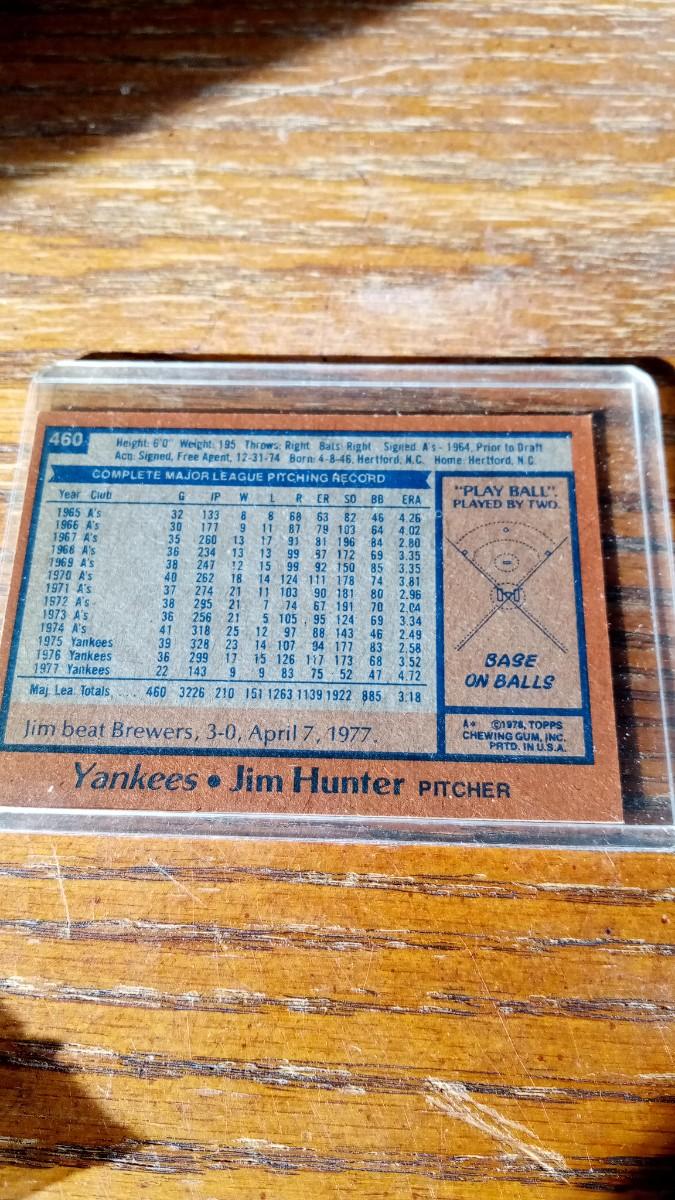 460
Height: 6'0" Weight: 195 Throws: Right Bats: Right Signed: A's - 1964, Prior to Draft
Acq: Signed, Free Agent, 12-31-74 Born: 4-8-46, Hertford, N.C. Home: Hertford, N.C.
COMPLETE MAJOR LEAGUE PITCHING RECORD
Year Club G IP W L R ER SO BB ERA
1965 A's 32 133 8 8 68 63 82 46 4.26
1966 A's 30 177 9 11 87 79 103 64 4.02
1967 A's 35 260 13 17 91 81 196 84 2.80
1968 A's 36 234 13 13 99 87 172 69 3.35
1969 A's 38 247 12 15 99 92 150 85 3.35
1970 A's 40 262 18 14 124 111 178 74 3.81
1971 A's 37 274 21 11 103 90 181 80 2.96
1972 A's 38 295 21 7 74 67 191 70 2.04
1973 A's 36 256 21 5 105 95 124 69 3.34
1974 A's 41 318 25 12 97 88 143 46 2.49
1975 Yankees 39 328 23 14 107 94 177 83 2.58
1976 Yankees 36 299 17 15 126 117 173 68 3.52
1977 Yankees 22 143 9 9 83 75 52 47 4.72
Maj. Lea. Totals .... 460 3226 210 151 1263 1139 1922 885 3.18
Jim beat Brewers, 3-0, April 7, 1977.
"PLAY BALL".
PLAYED BY TWO.
BASE
ON BALLS
A* ©1978, TOPPS
CHEWING GUM, INC.
PRTD. IN U.S.A.
Yankees • Jim Hunter PITCHER